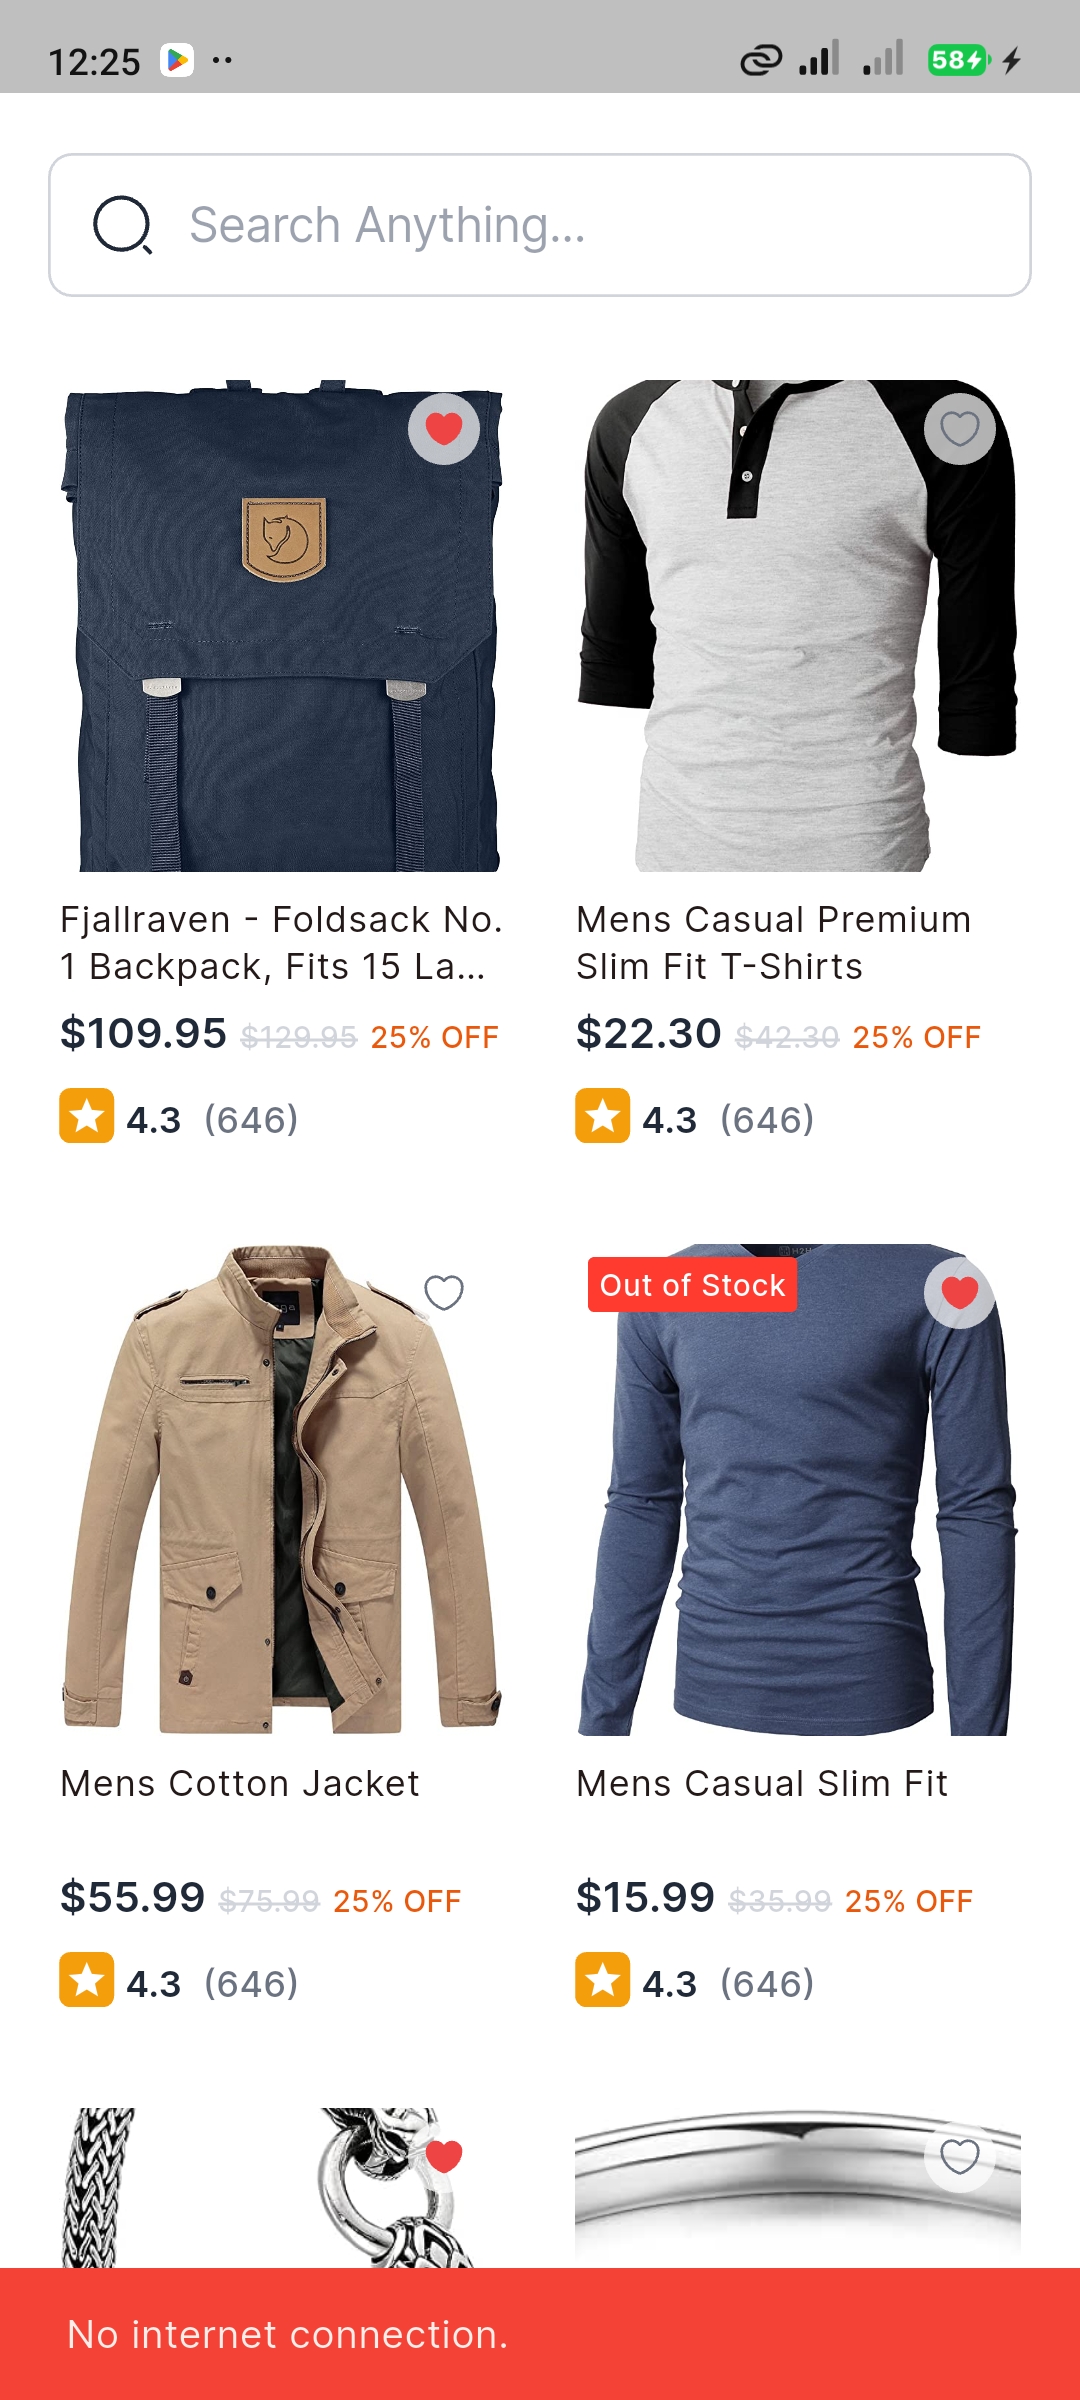 12:25
58
Search Anything...
Fjallraven - Foldsack No.
1 Backpack, Fits 15 La...
$109.95 $129.95 25% OFF
4.3 (646)
Mens Casual Premium
Slim Fit T-Shirts
$22.30 $42.30 25% OFF
4.3 (646)
Mens Cotton Jacket
$55.99 $75.99 25% OFF
4.3 (646)
Out of Stock
Mens Casual Slim Fit
$15.99 $35.99 25% OFF
4.3 (646)
No internet connection.